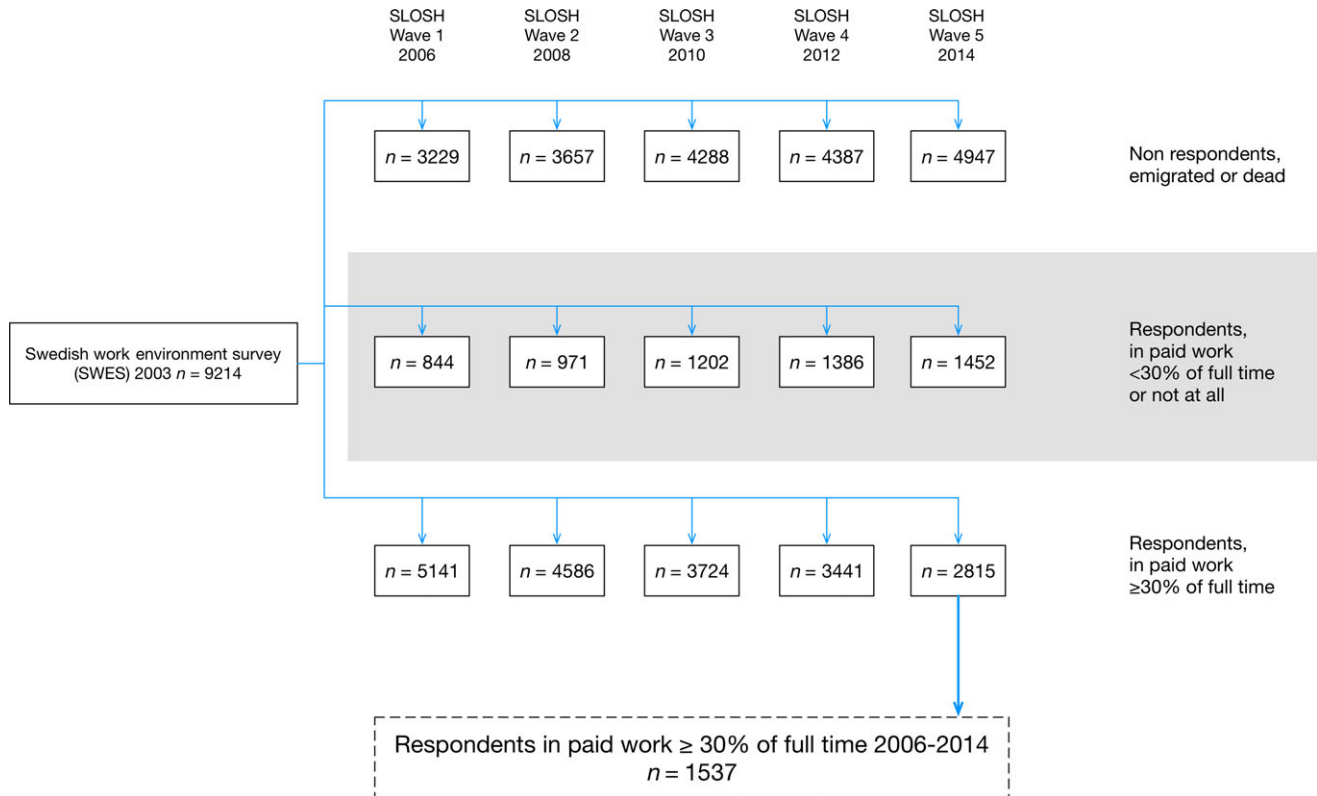 SLOSH
Wave 1
2006
SLOSH
Wave 2
2008
SLOSH
Wave 3
2010
SLOSH
Wave 4
2012
SLOSH
Wave 5
2014
n = 3229
n = 3657
n = 4288
n = 4387
n = 4947
Non respondents,
emigrated or dead
Swedish work environment survey
(SWES) 2003 n = 9214
n = 844
n = 971
n = 1202
n = 1386
n = 1452
Respondents,
in paid work
<30% of full time
or not at all
n = 5141
n = 4586
n = 3724
n = 3441
n = 2815
Respondents,
in paid work
≥30% of full time
Respondents in paid work ≥ 30% of full time 2006-2014
n = 1537